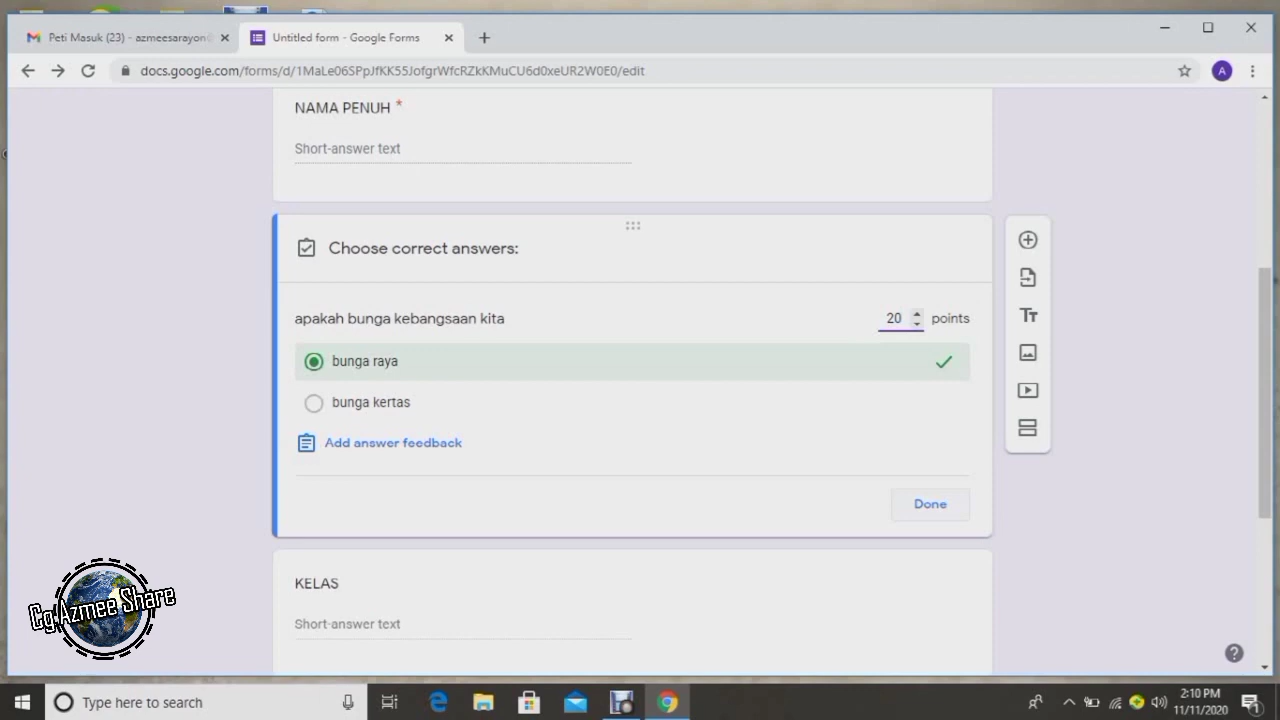 Peti Masuk (23) - azmeesarayon
Untitled form - Google Forms
docs.google.com/forms/d/1MaLe06SPpJfKK55JofgrWfcRZkKMuCU6d0xeUR2W0E0/edit
A
NAMA PENUH *
Short-answer text
Choose correct answers:
apakah bunga kebangsaan kita
20 points
bunga raya
bunga kertas
Add answer feedback
Done
Tt
KELAS
Short-answer text
Cg Azmee Share
Type here to search
2:10 PM
11/11/2020
1